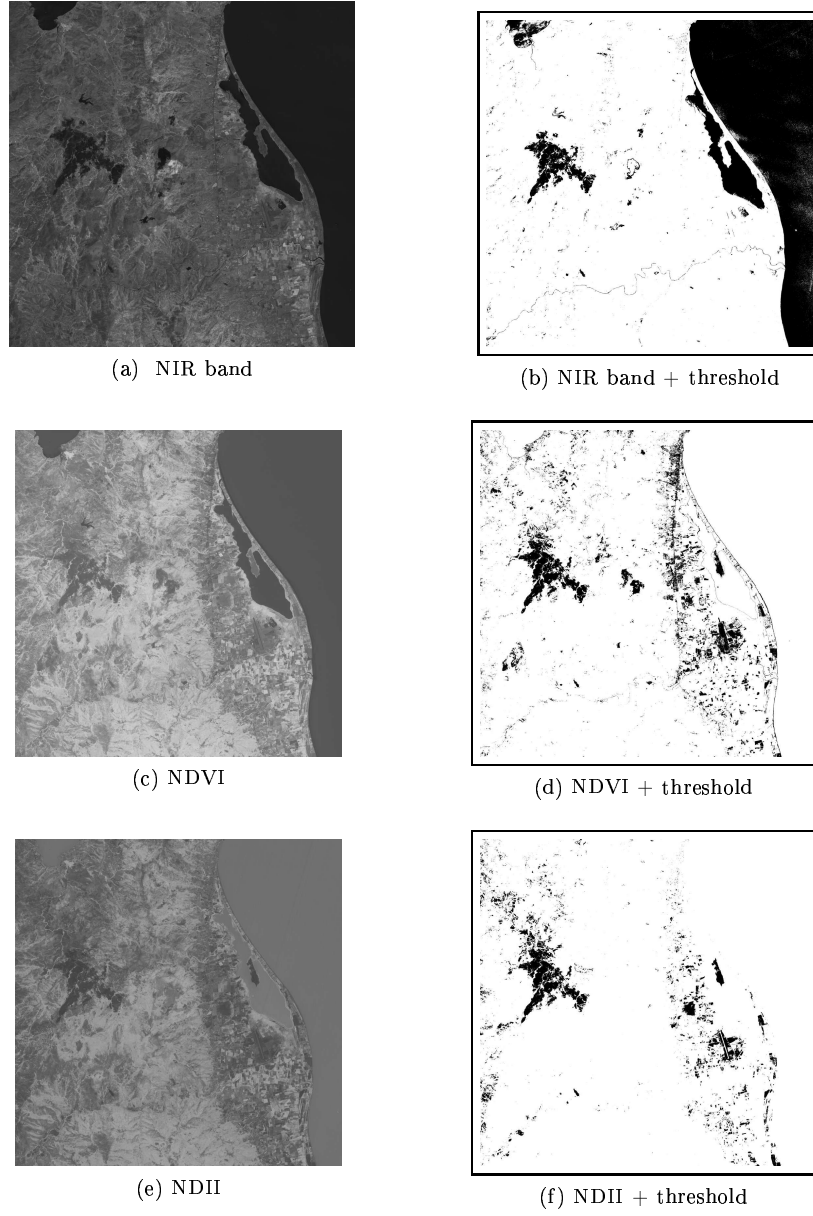 (a) NIR band
(b) NIR band + threshold
(c) NDVI
(d) NDVI + threshold
(e) NDII
(f) NDII + threshold